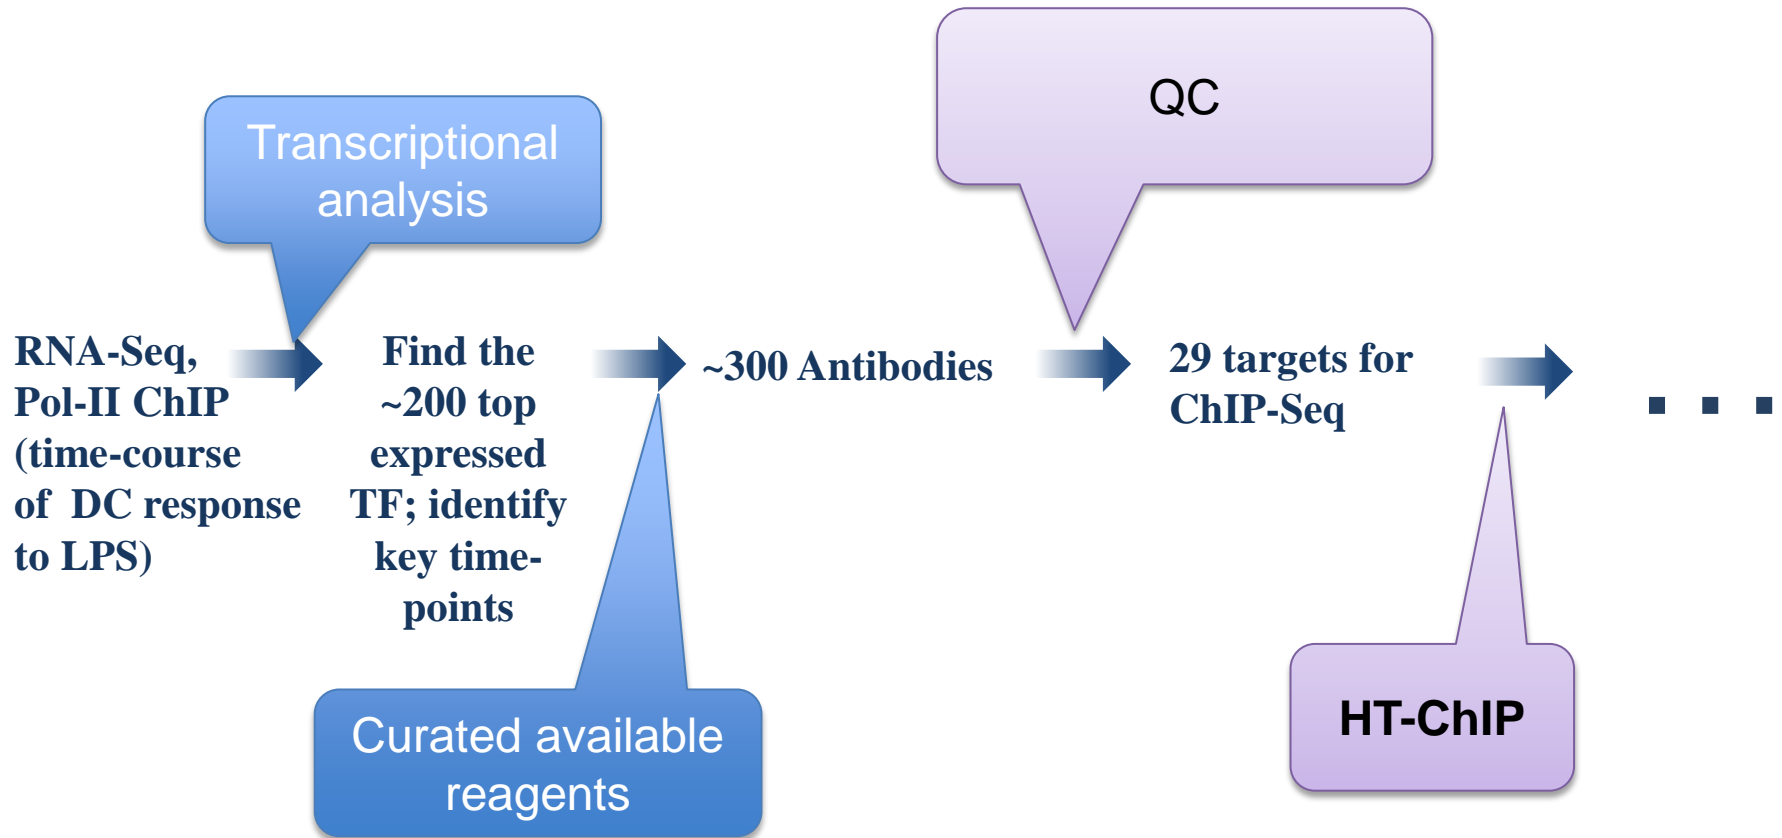 Transcriptional
analysis
QC
RNA-Seq,
Pol-II ChIP
(time-course
of DC response
to LPS)
Find the
~200 top
expressed
TF; identify
key time-
points
~300 Antibodies
29 targets for
ChIP-Seq
. . .
Curated available
reagents
HT-ChIP